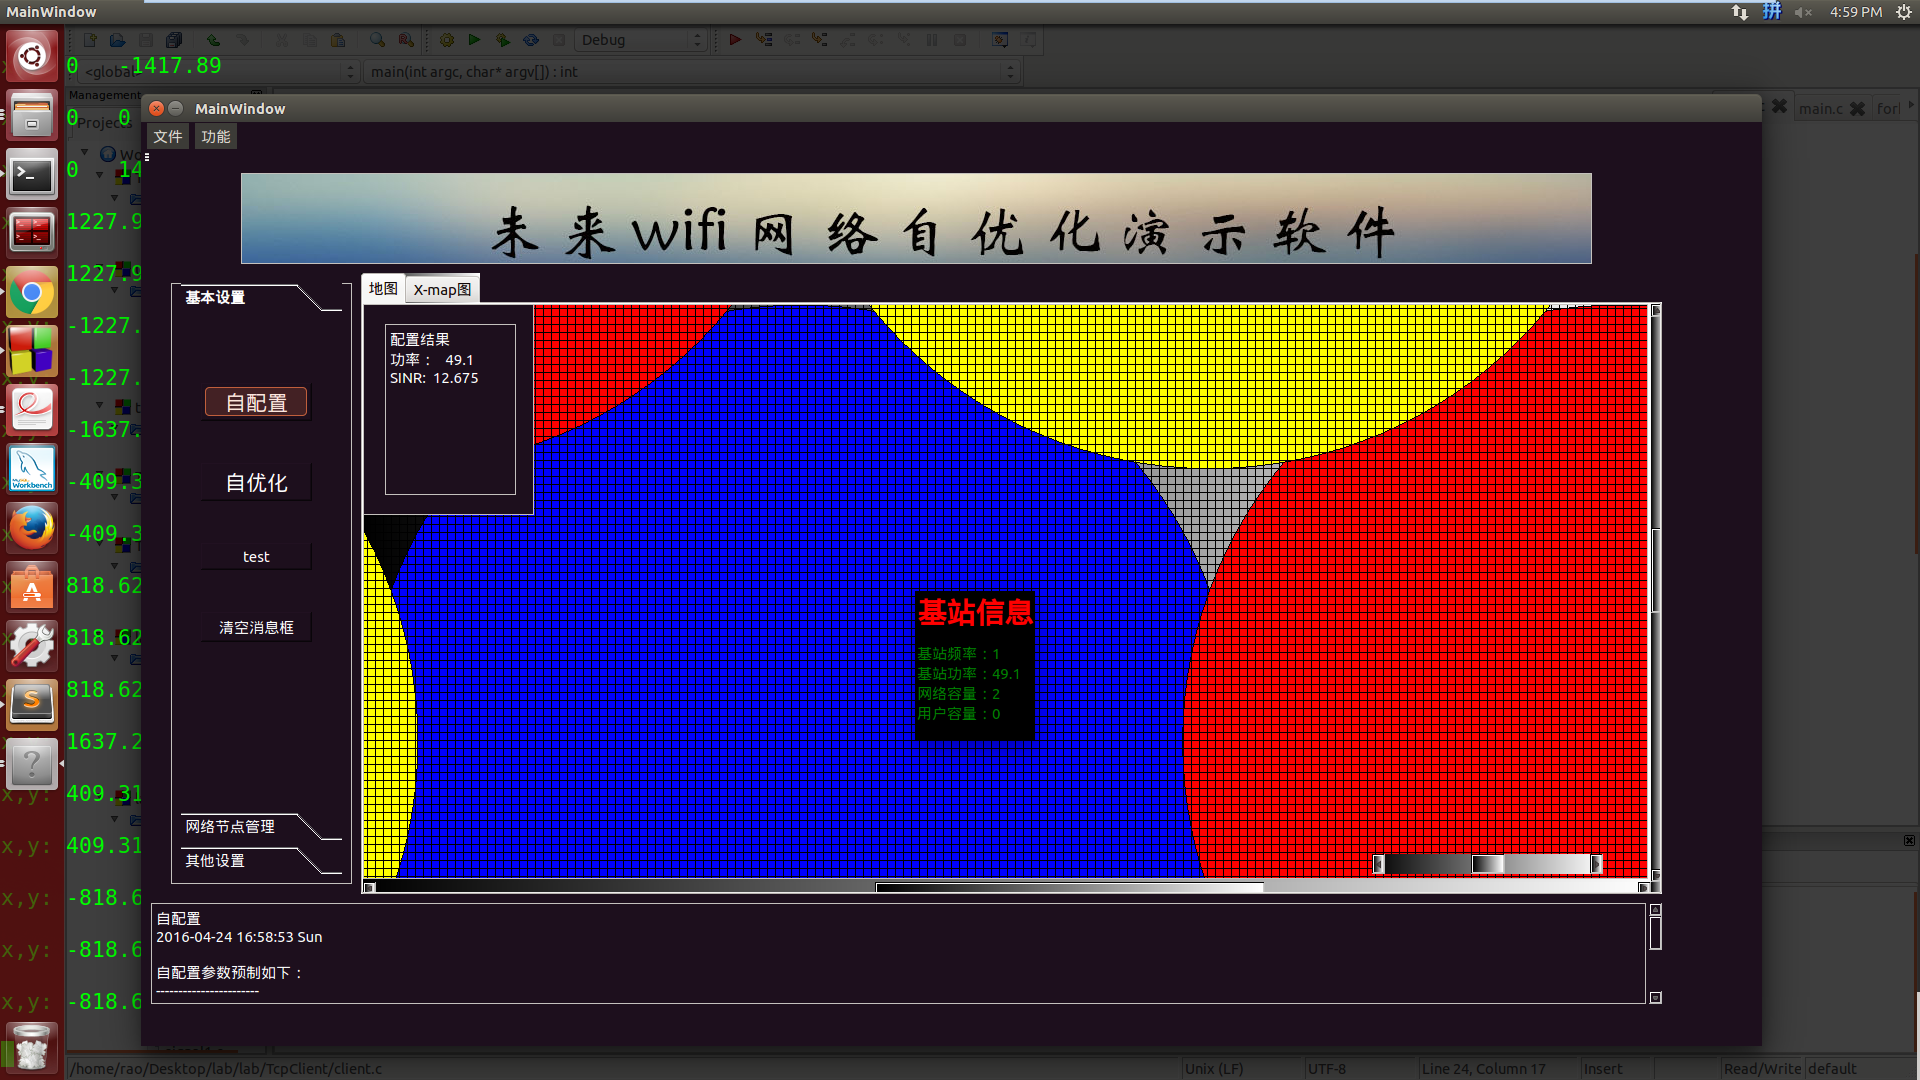 MainWindow
4:59 PM
Debug
<global
main(int argc, char* argv[]) : int
0 -1417.89
Management
MainWindow
main.c
for
0 0
Projects
文件
功能
Wo
0 14
未来wifi网络自优化演示软件
1227.9
1227.9
-1227.
-1227.
-1637.
-409.3
-409.3
818.62
818.62
818.62
1637.2
x,y: 409.31
x,y: 409.31
x,y: -818.6
x,y: -818.6
x,y: -818.6
基本设置
自配置
自优化
test
清空消息框
网络节点管理
其他设置
地图
X-map图
配置结果
功率： 49.1
SINR: 12.675
基站信息
基站频率：1
基站功率：49.1
网络容量：2
用户容量：0
自配置
2016-04-24 16:58:53 Sun
自配置参数预制如下：
-----------------------
MySQL
Workbench
/home/rao/Desktop/lab/lab/TcpClient/client.c
Unix (LF)
UTF-8
Line 24, Column 17
Insert
Read/Write
default